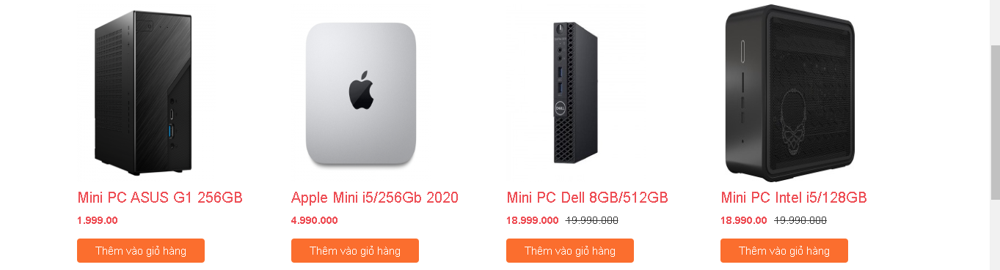 DELL
Mini PC ASUS G1 256GB
1.999.00
Thêm vào giỏ hàng
Apple Mini i5/256Gb 2020
4.990.000
Thêm vào giỏ hàng
Mini PC Dell 8GB/512GB
18.999.000 19.990.000
Thêm vào giỏ hàng
Mini PC Intel i5/128GB
18.990.00 19.990.000
Thêm vào giỏ hàng